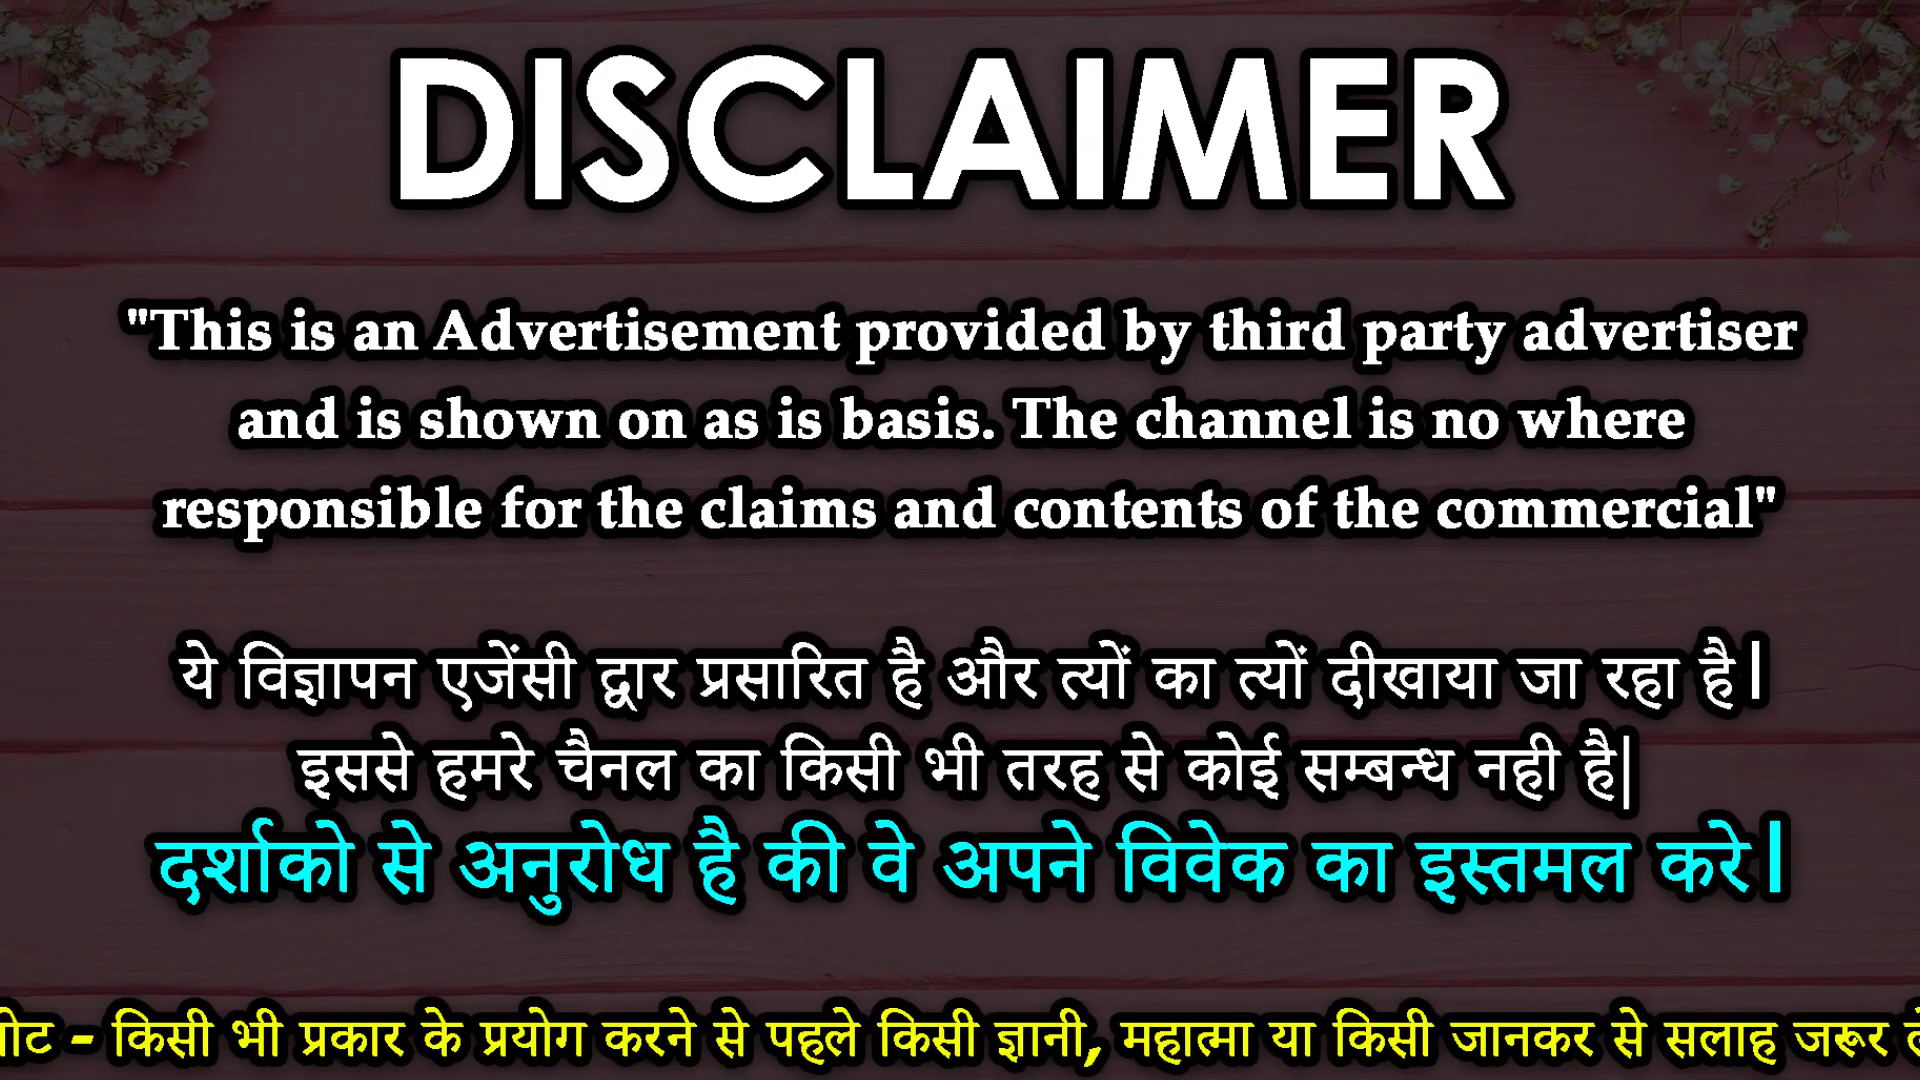 DISCLAIMER
"This is an Advertisement provided by third party advertiser
and is shown on as is basis. The channel is no where
responsible for the claims and contents of the commercial"
ये विज्ञापन एजेंसी द्वार प्रसारित है और त्यों का त्यों दीखाया जा रहा है|
इससे हमरे चैनल का किसी भी तरह से कोई सम्बन्ध नही है|
दर्शाको से अनुरोध है की वे अपने विवेक का इस्तमल करे|
- किसी भी प्रकार के प्रयोग करने से पहले किसी ज्ञानी, महात्मा या किसी जानकर से सलाह जरूर